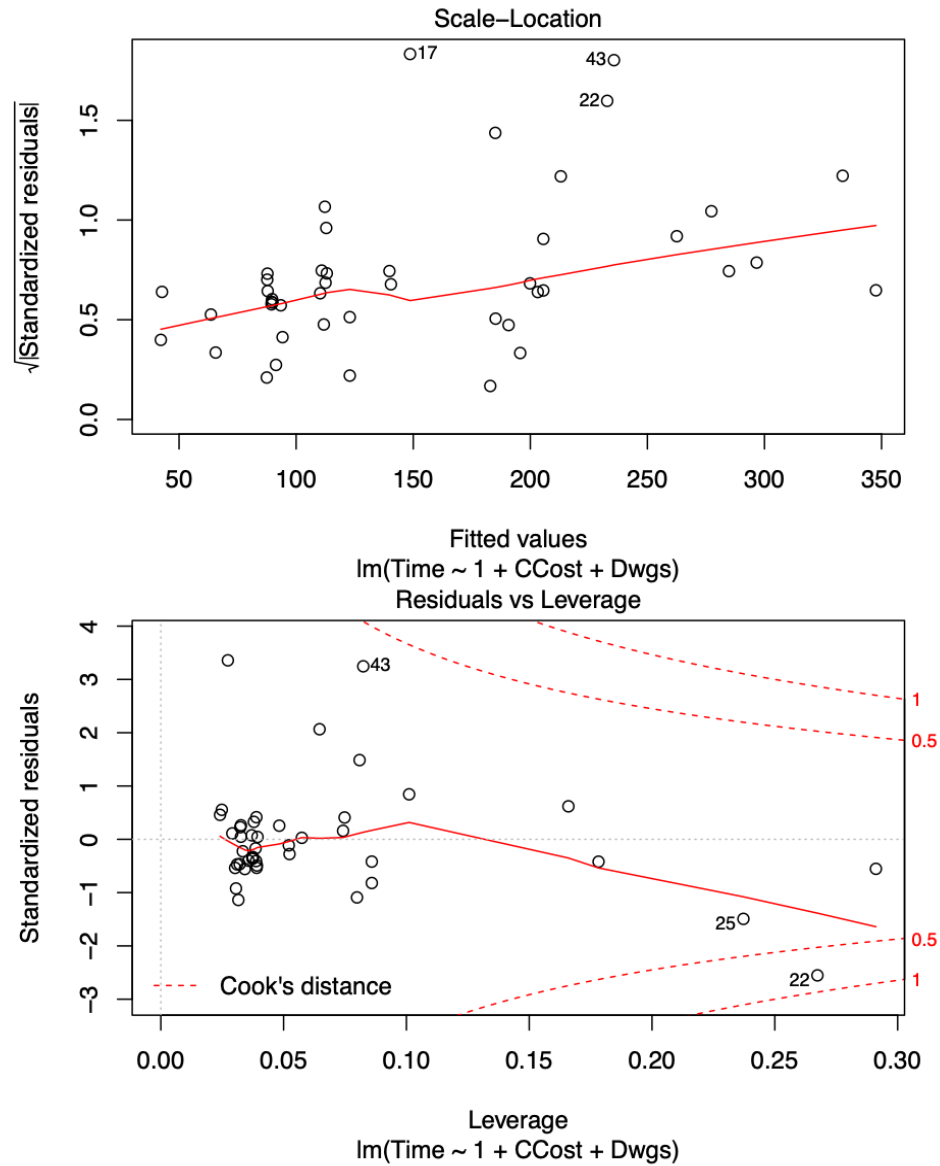 Scale−Location
√|Standardized residuals|
17
43
22
0.0 0.5 1.0 1.5
50 100 150 200 250 300 350
Fitted values
lm(Time ~ 1 + CCost + Dwgs)
Residuals vs Leverage
Standardized residuals
−3 −2 −1 0 1 2 3 4
43
1
0.5
25
0.5
22
1
Cook's distance
0.00 0.05 0.10 0.15 0.20 0.25 0.30
Leverage
lm(Time ~ 1 + CCost + Dwgs)